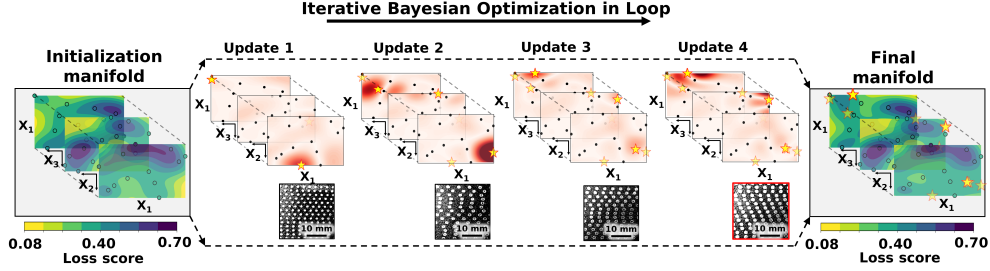 Iterative Bayesian Optimization in Loop
Initialization
manifold
Update 1
Update 2
Update 3
Update 4
Final
manifold
X1
X3
X2
X1
X1
X3
X2
X1
X1
X3
X2
X1
X1
X3
X2
X1
X1
X3
X2
X1
X1
X3
X2
X1
10 mm
10 mm
10 mm
10 mm
0.08 0.40 0.70
Loss score
0.08 0.40 0.70
Loss score